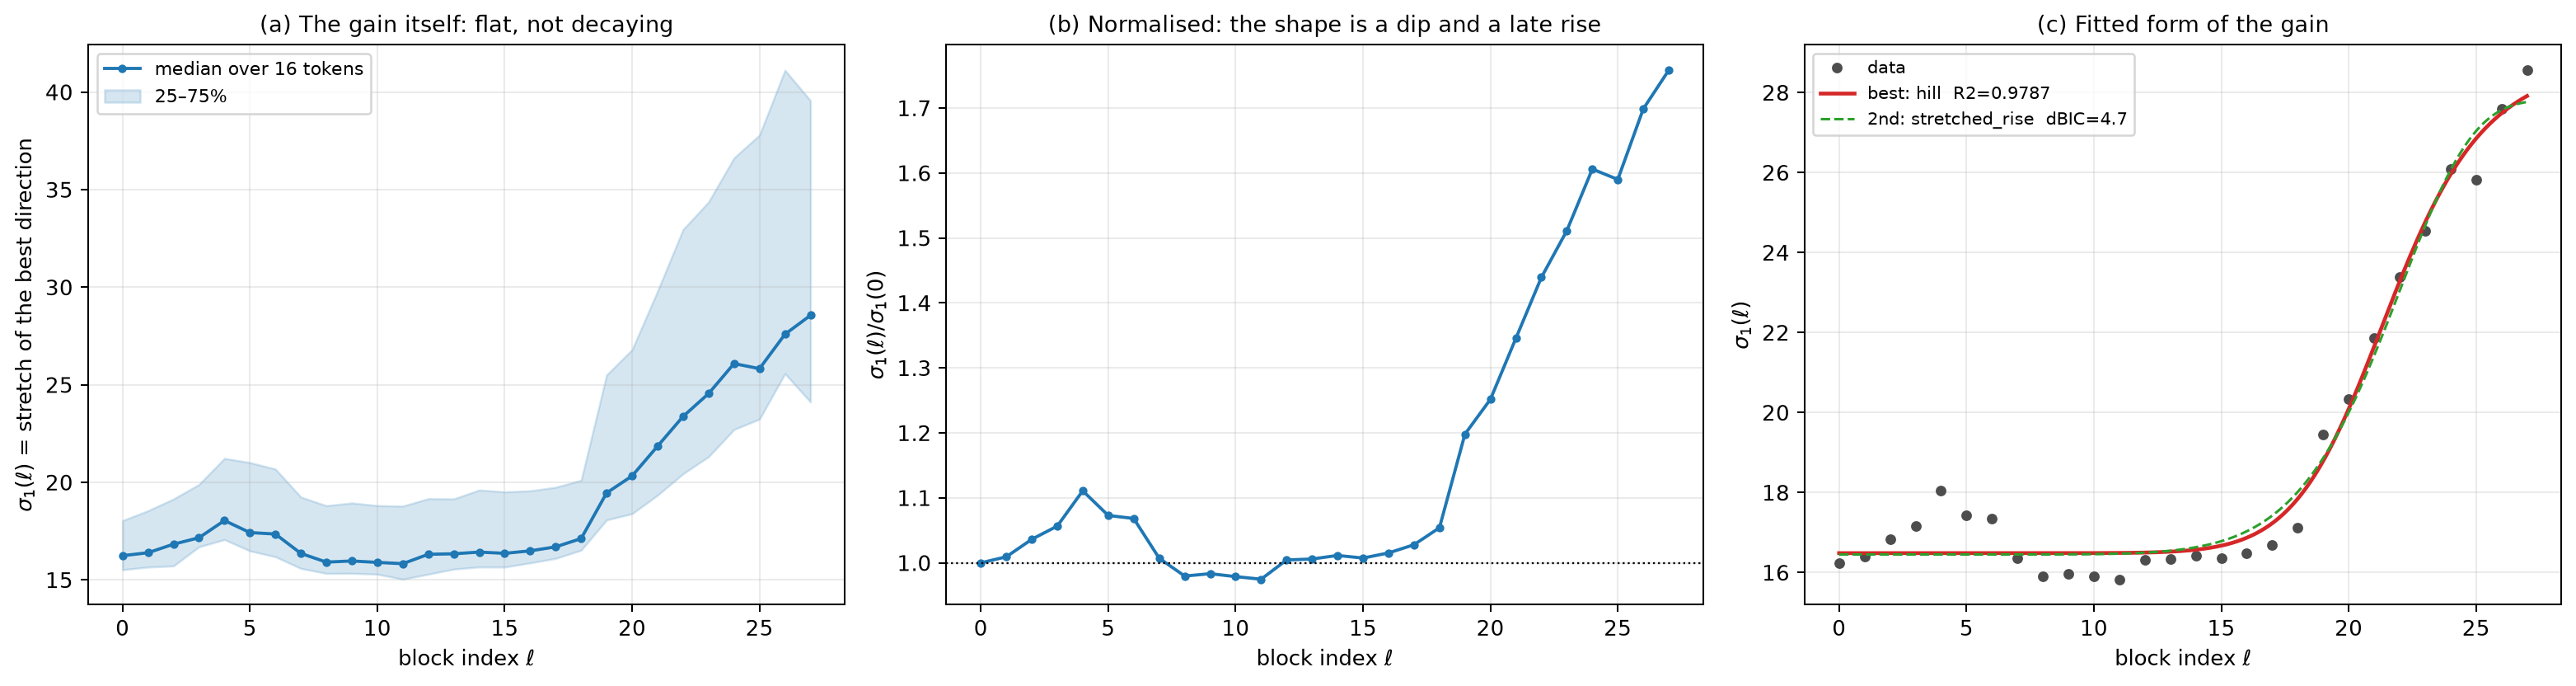 (a) The gain itself: flat, not decaying
median over 16 tokens
25–75%
σ₁(ℓ) = stretch of the best direction
40
35
30
25
20
15
0 5 10 15 20 25
block index ℓ
(b) Normalised: the shape is a dip and a late rise
σ₁(ℓ)/σ₁(0)
1.7
1.6
1.5
1.4
1.3
1.2
1.1
1.0
0 5 10 15 20 25
block index ℓ
(c) Fitted form of the gain
data
best: hill R2=0.9787
2nd: stretched_rise dBIC=4.7
σ₁(ℓ)
28
26
24
22
20
18
16
0 5 10 15 20 25
block index ℓ